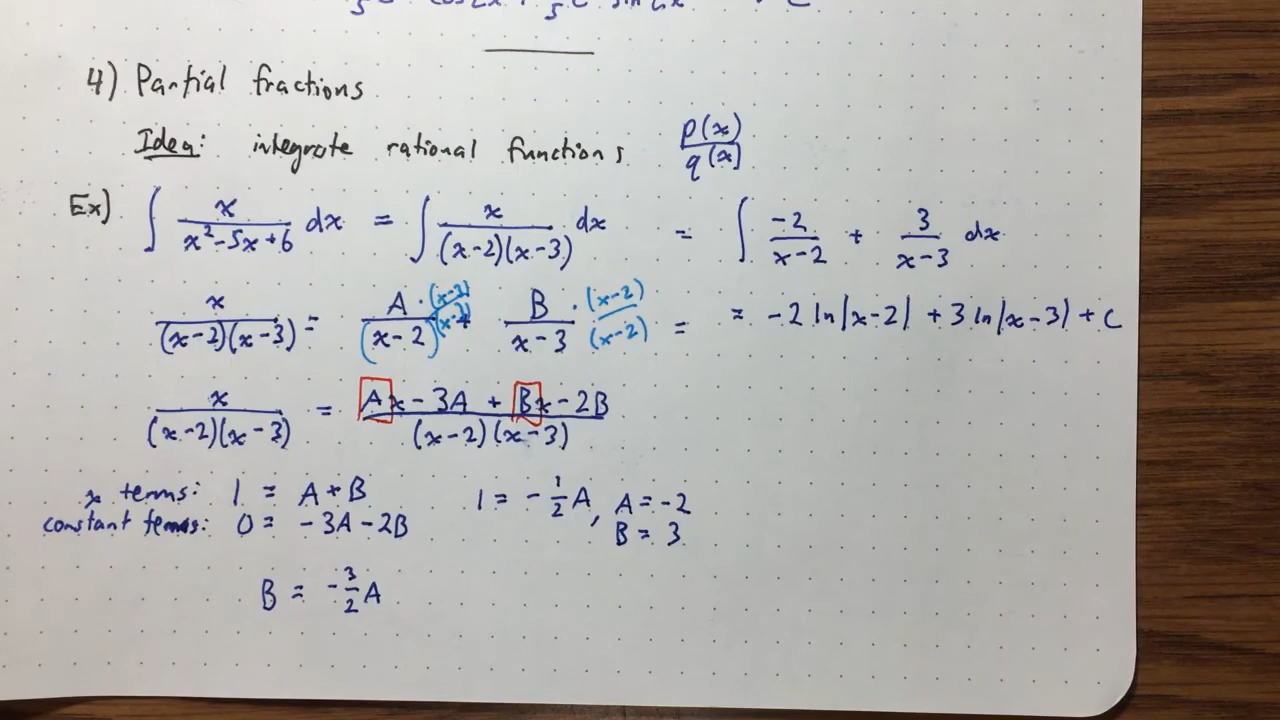 cos2x + sin2x + C
4) Partial fractions
Idea: integrate rational functions p(x)/q(x)
Ex) ∫ x/(x²-5x+6) dx = ∫ x/((x-2)(x-3)) dx = ∫ -2/(x-2) + 3/(x-3) dx
x/((x-2)(x-3)) = A/(x-2) · (x-3)/(x-3) + B/(x-3) · (x-2)/(x-2) =
= -2 ln|x-2| + 3 ln|x-3| + C
x/((x-2)(x-3)) = (Ax-3A + Bx-2B)/((x-2)(x-3))
x terms: 1 = A+B 1 = -1/2 A, A = -2
constant terms: 0 = -3A-2B B = 3
B = -3/2 A